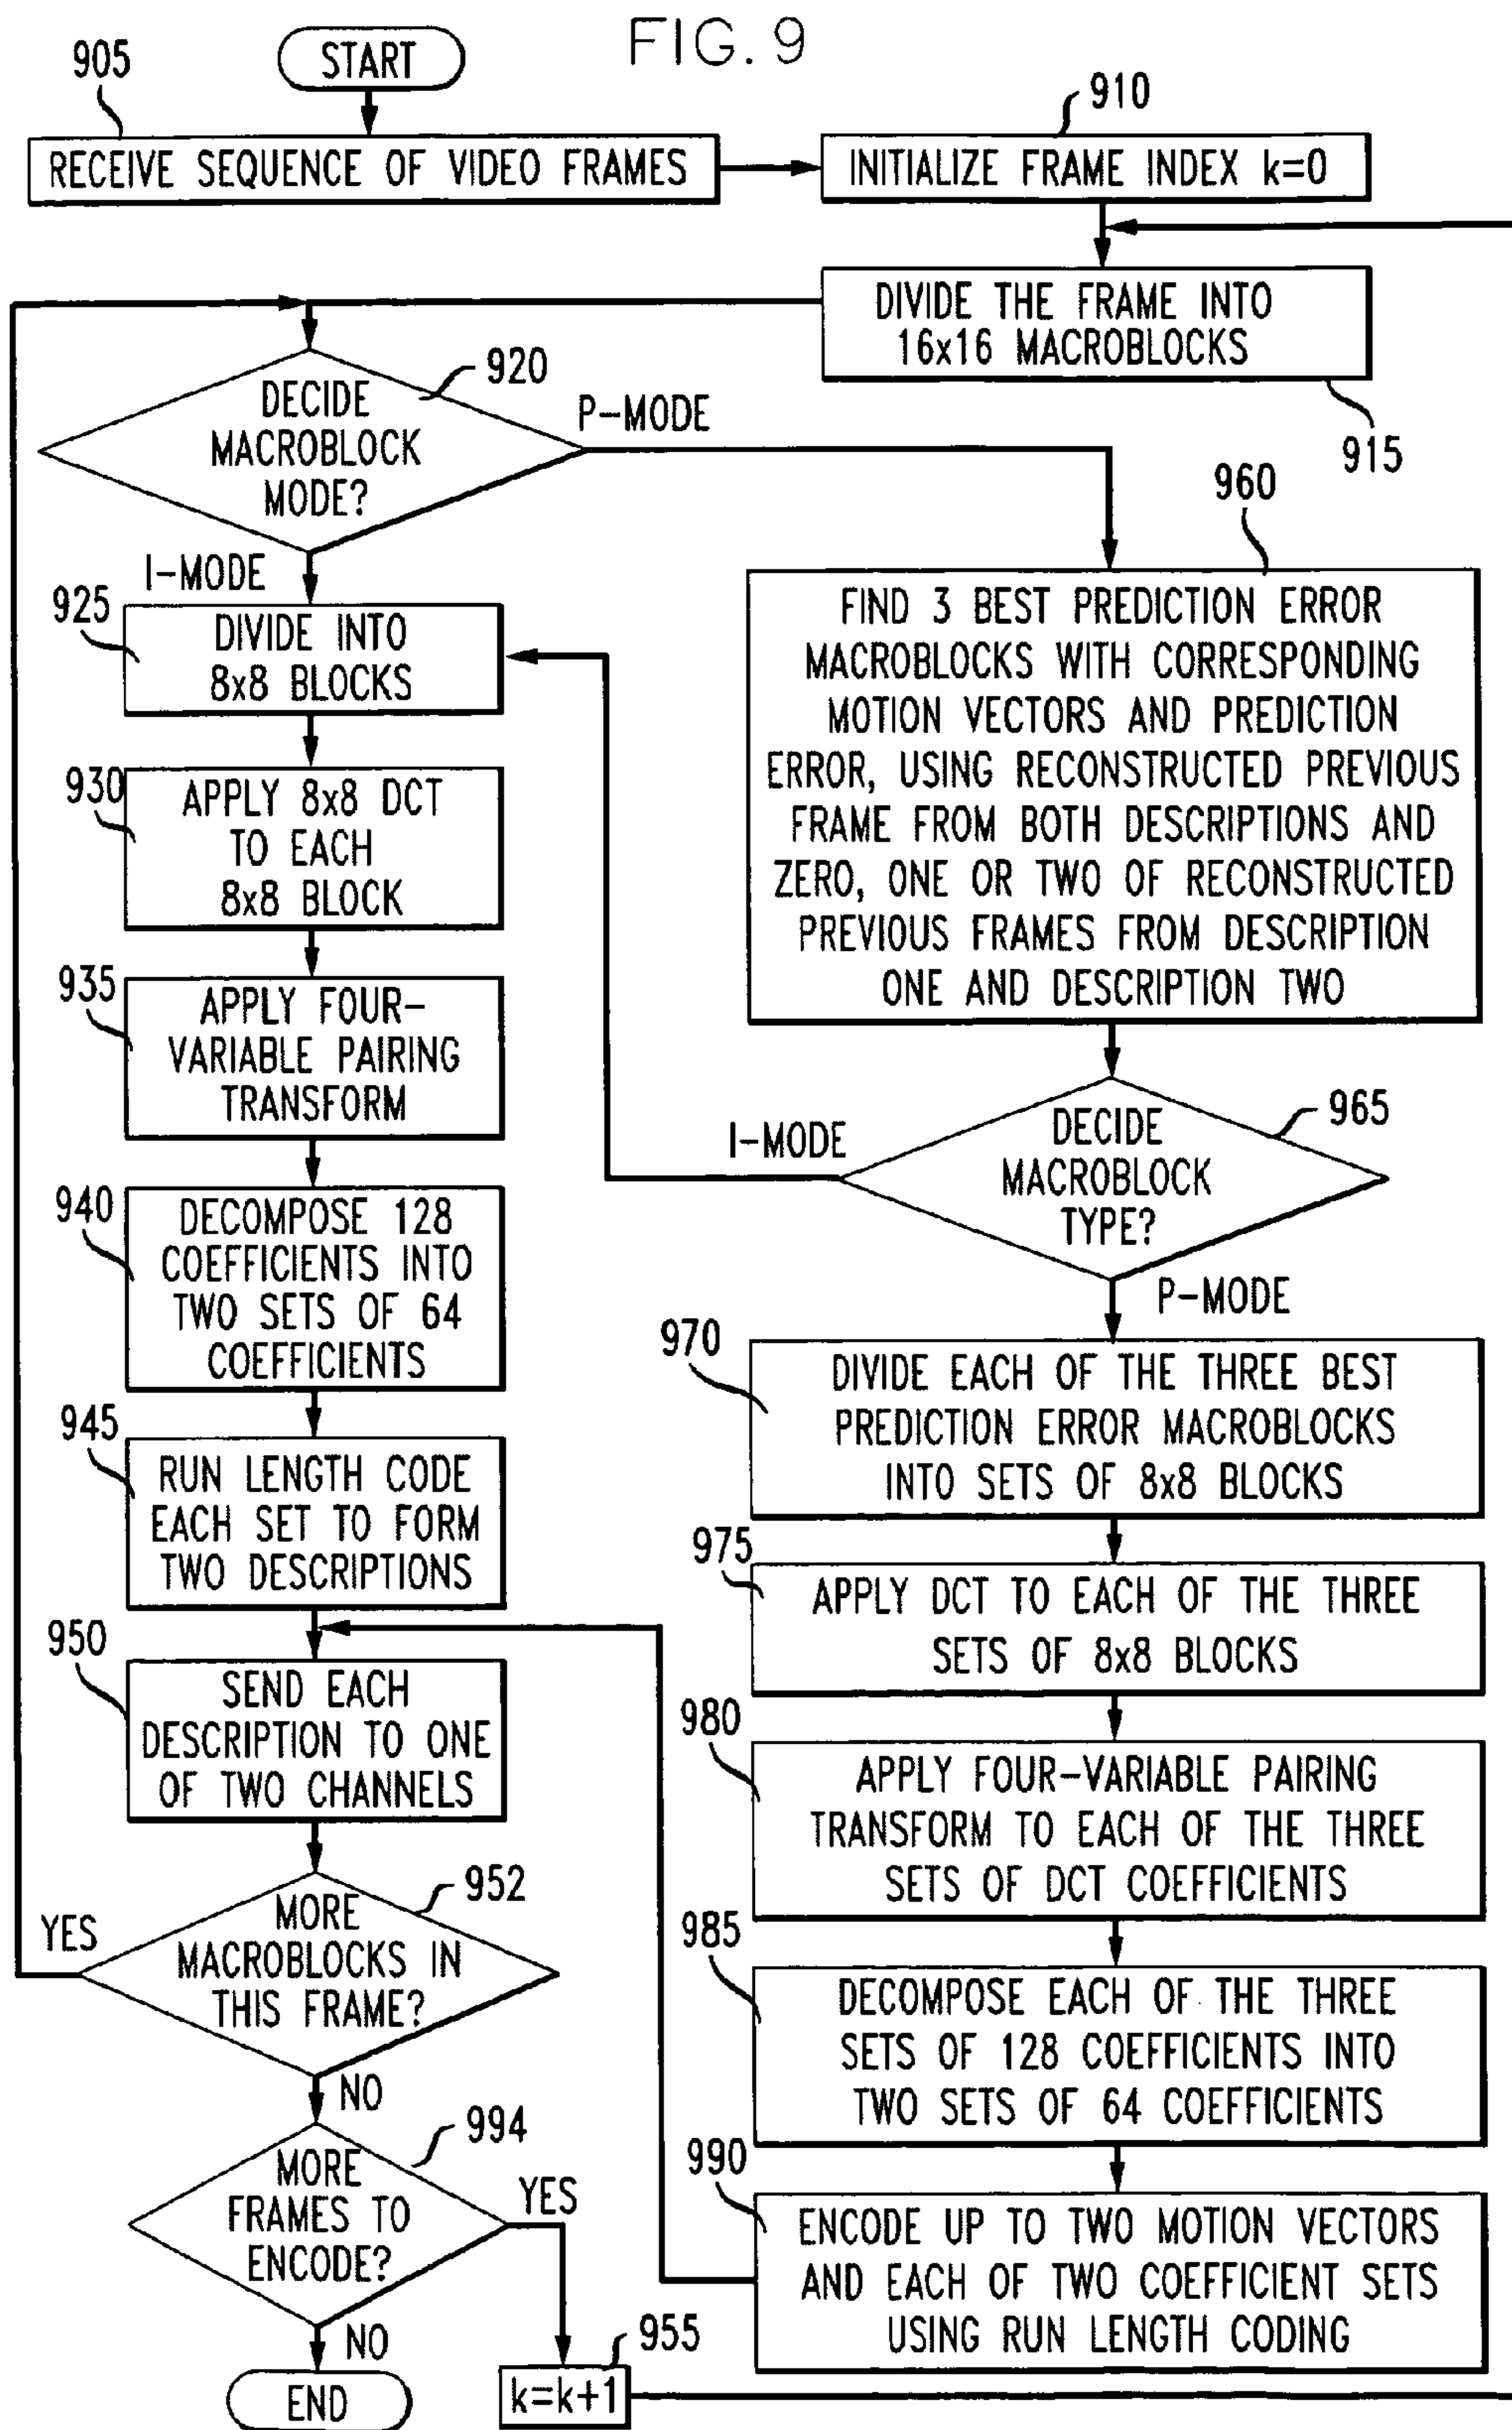 FIG. 9
START
905
RECEIVE SEQUENCE OF VIDEO FRAMES
910
INITIALIZE FRAME INDEX k=0
DIVIDE THE FRAME INTO
16x16 MACROBLOCKS
915
920
DECIDE
MACROBLOCK
MODE?
P-MODE
I-MODE
925
DIVIDE INTO
8x8 BLOCKS
930
APPLY 8x8 DCT
TO EACH
8x8 BLOCK
935
APPLY FOUR-
VARIABLE PAIRING
TRANSFORM
940
DECOMPOSE 128
COEFFICIENTS INTO
TWO SETS OF 64
COEFFICIENTS
945
RUN LENGTH CODE
EACH SET TO FORM
TWO DESCRIPTIONS
950
SEND EACH
DESCRIPTION TO ONE
OF TWO CHANNELS
952
MORE
MACROBLOCKS IN
THIS FRAME?
YES
NO
994
MORE
FRAMES TO
ENCODE?
YES
NO
END
955
k=k+1
960
FIND 3 BEST PREDICTION ERROR
MACROBLOCKS WITH CORRESPONDING
MOTION VECTORS AND PREDICTION
ERROR, USING RECONSTRUCTED PREVIOUS
FRAME FROM BOTH DESCRIPTIONS AND
ZERO, ONE OR TWO OF RECONSTRUCTED
PREVIOUS FRAMES FROM DESCRIPTION
ONE AND DESCRIPTION TWO
965
DECIDE
MACROBLOCK
TYPE?
I-MODE
P-MODE
970
DIVIDE EACH OF THE THREE BEST
PREDICTION ERROR MACROBLOCKS
INTO SETS OF 8x8 BLOCKS
975
APPLY DCT TO EACH OF THE THREE
SETS OF 8x8 BLOCKS
980
APPLY FOUR-VARIABLE PAIRING
TRANSFORM TO EACH OF THE THREE
SETS OF DCT COEFFICIENTS
985
DECOMPOSE EACH OF THE THREE
SETS OF 128 COEFFICIENTS INTO
TWO SETS OF 64 COEFFICIENTS
990
ENCODE UP TO TWO MOTION VECTORS
AND EACH OF TWO COEFFICIENT SETS
USING RUN LENGTH CODING